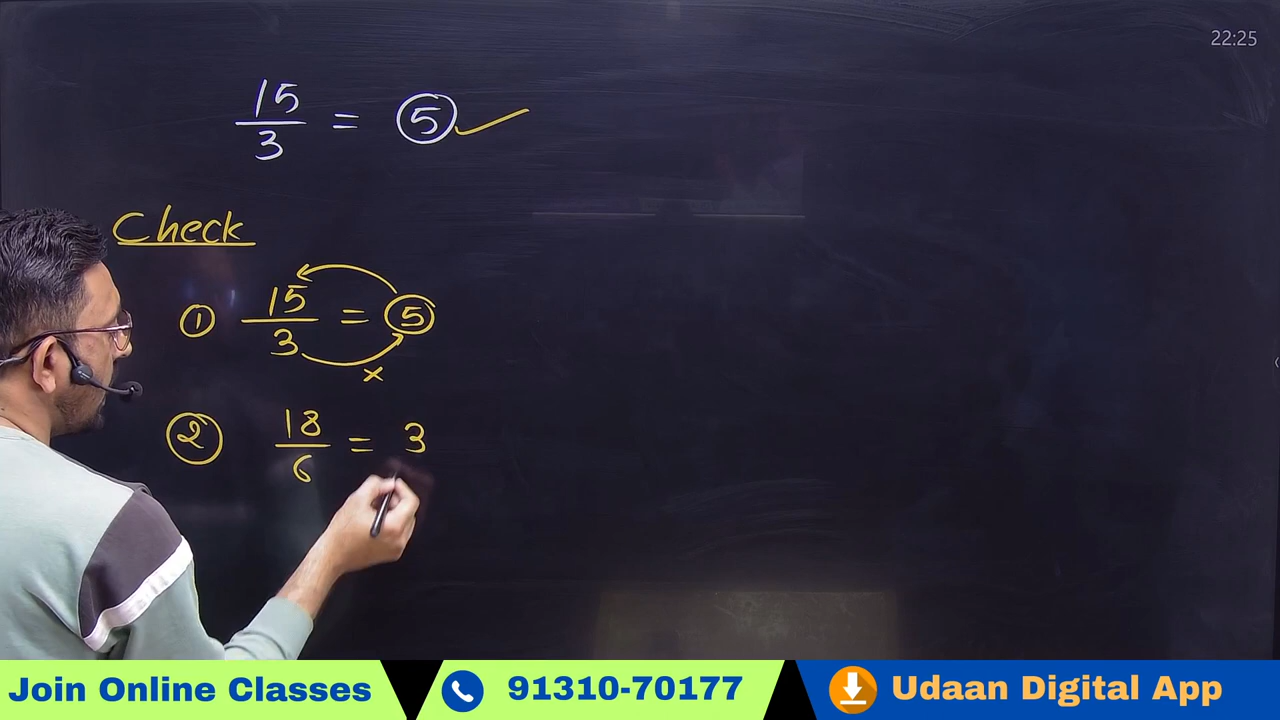 22:25
15/3 = 5 ✓
Check
① 15/3 = 5
×
② 18/6 = 3
Join Online Classes 91310-70177 Udaan Digital App